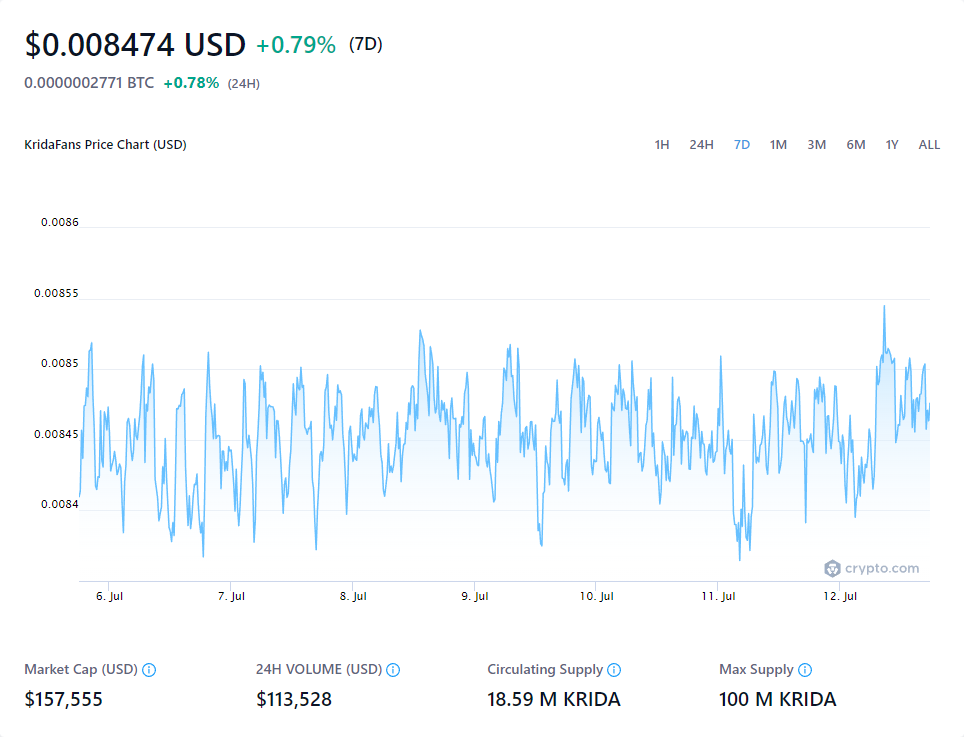 $0.008474 USD +0.79% (7D)
0.0000002771 BTC +0.78% (24H)
KridaFans Price Chart (USD) 1H 24H 7D 1M 3M 6M 1Y ALL
0.0086
0.00855
0.0085
0.00845
0.0084
crypto.com
6. Jul 7. Jul 8. Jul 9. Jul 10. Jul 11. Jul 12. Jul
Market Cap (USD) 24H VOLUME (USD) Circulating Supply Max Supply
$157,555 $113,528 18.59 M KRIDA 100 M KRIDA